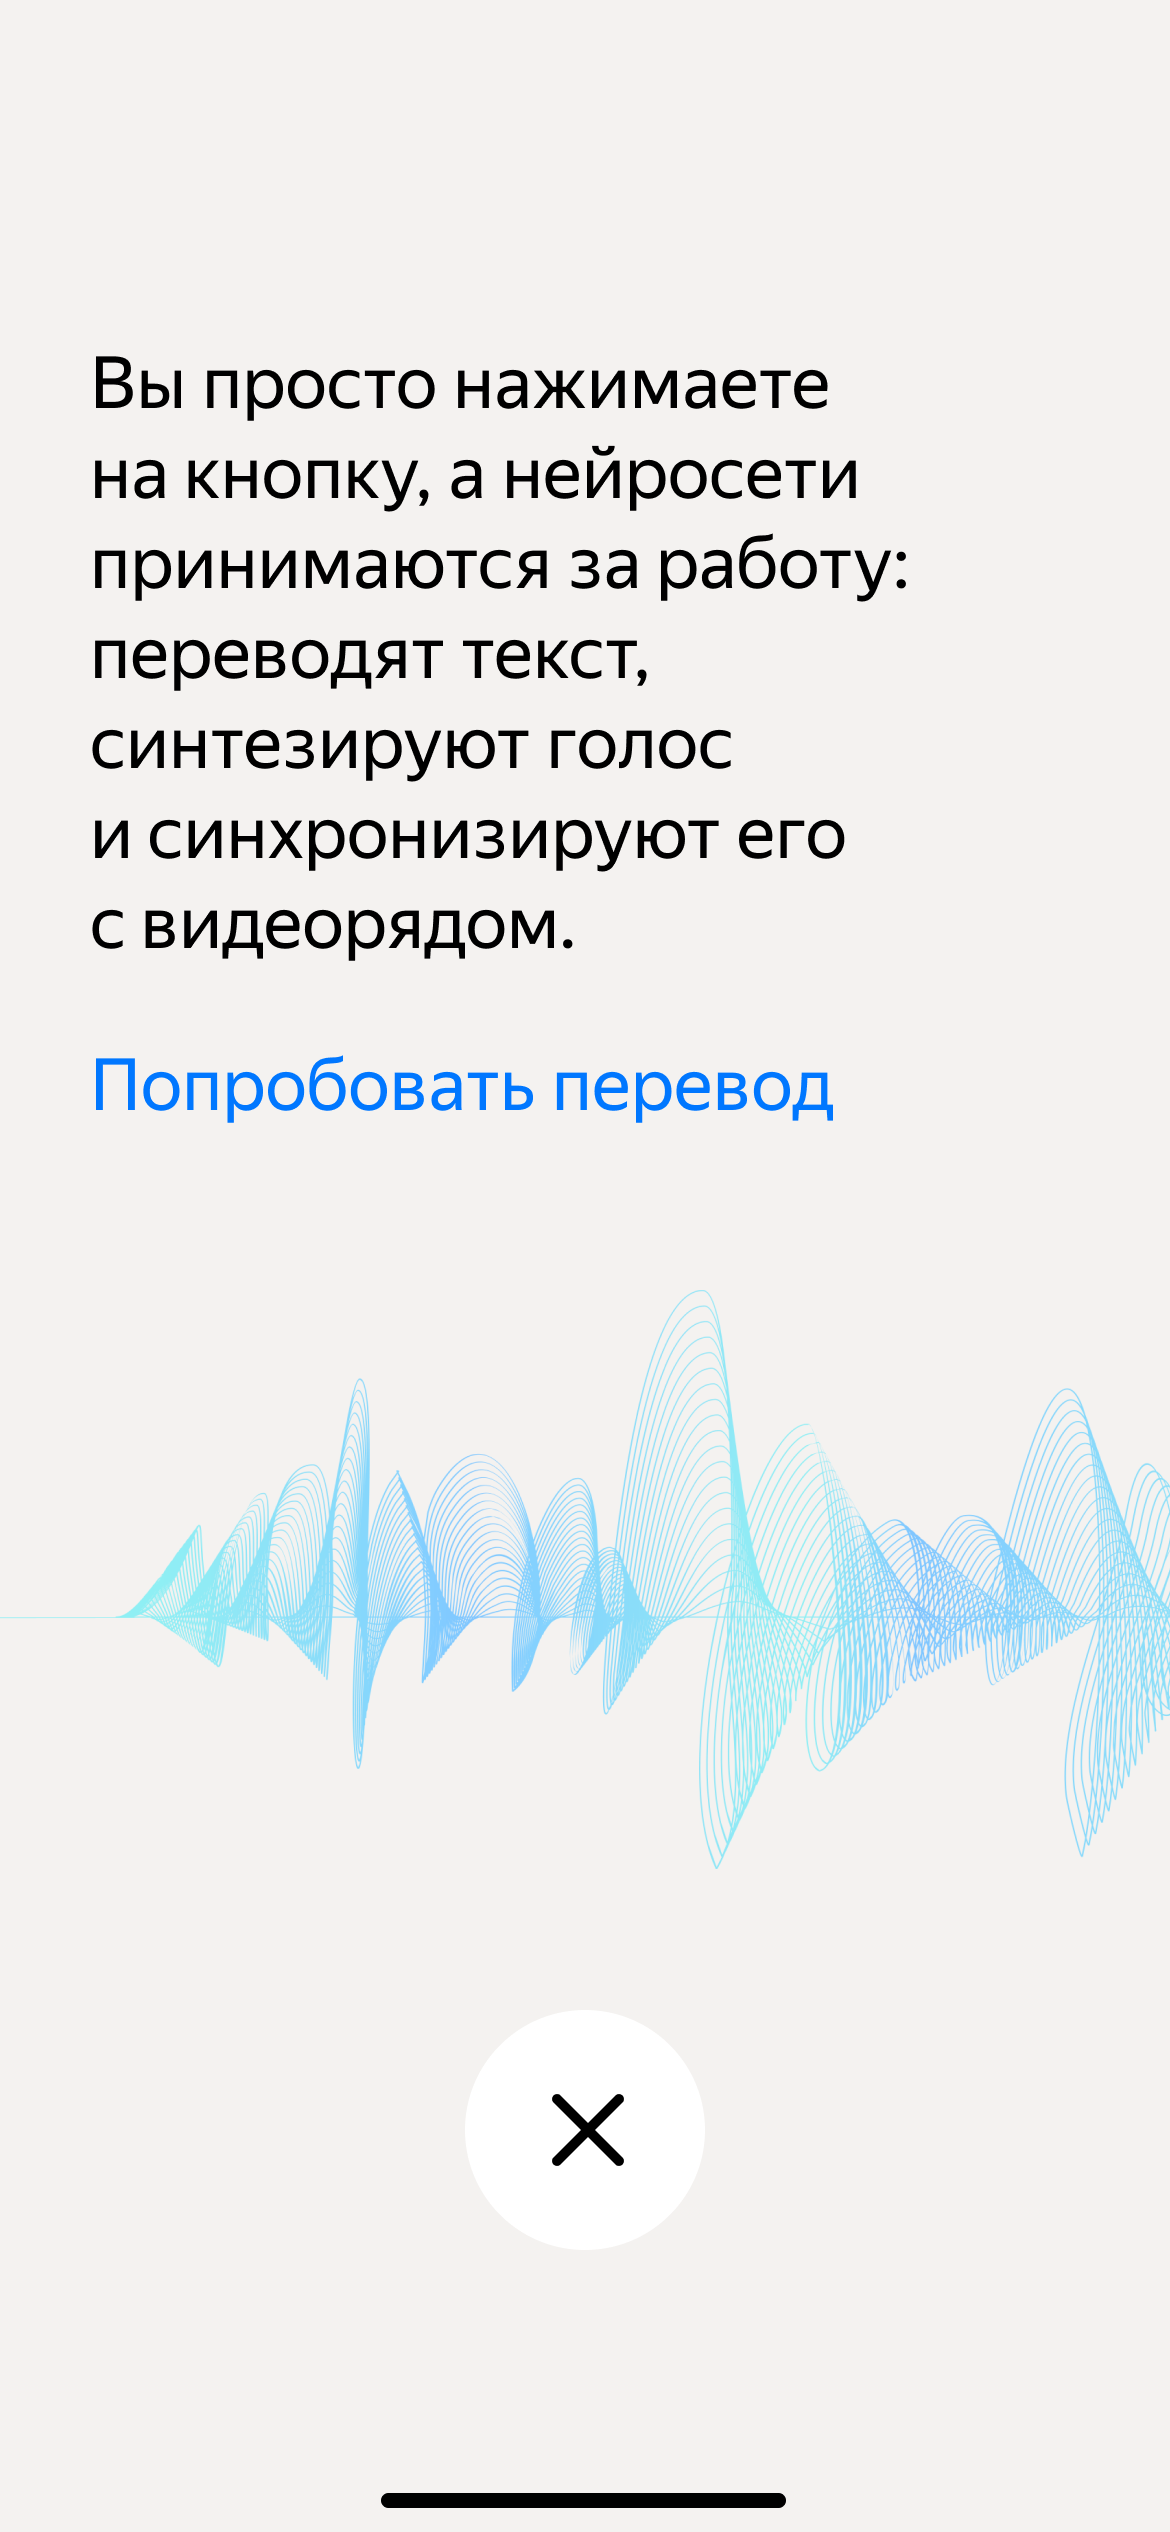 Вы просто нажимаете
на кнопку, а нейросети
принимаются за работу:
переводят текст,
синтезируют голос
и синхронизируют его
с видеорядом.
Попробовать перевод